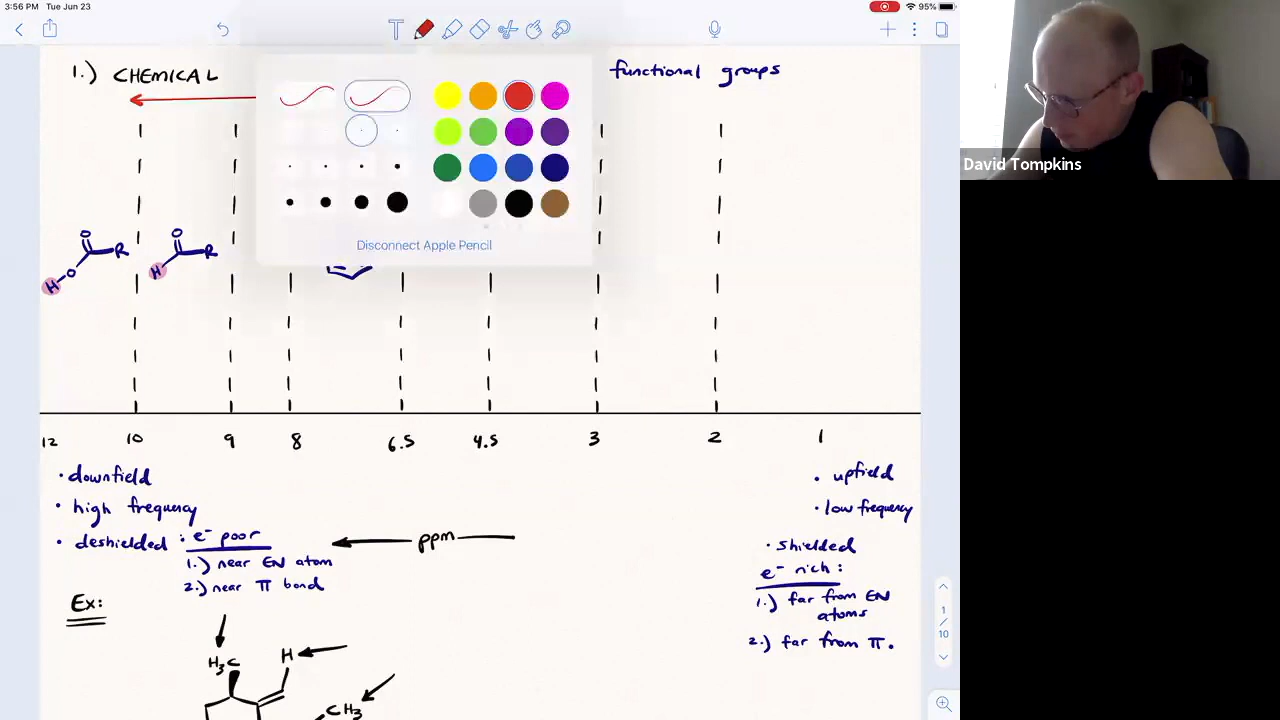 3:56 PM Tue Jun 23
95%
T
1.) CHEMICAL
functional groups
David Tompkins
Disconnect Apple Pencil
O
R
O
H
O
R
H
12 10 9 8 6.5 4.5 3 2 1
· downfield
· high frequency
· deshielded : e⁻ poor
1.) near EN atom
2.) near π bond
ppm
· upfield
· low frequency
· shielded
e⁻ rich :
1.) far from EN
atoms
2.) far from π.
1
/
10
Ex:
H₃C
H
CH₃